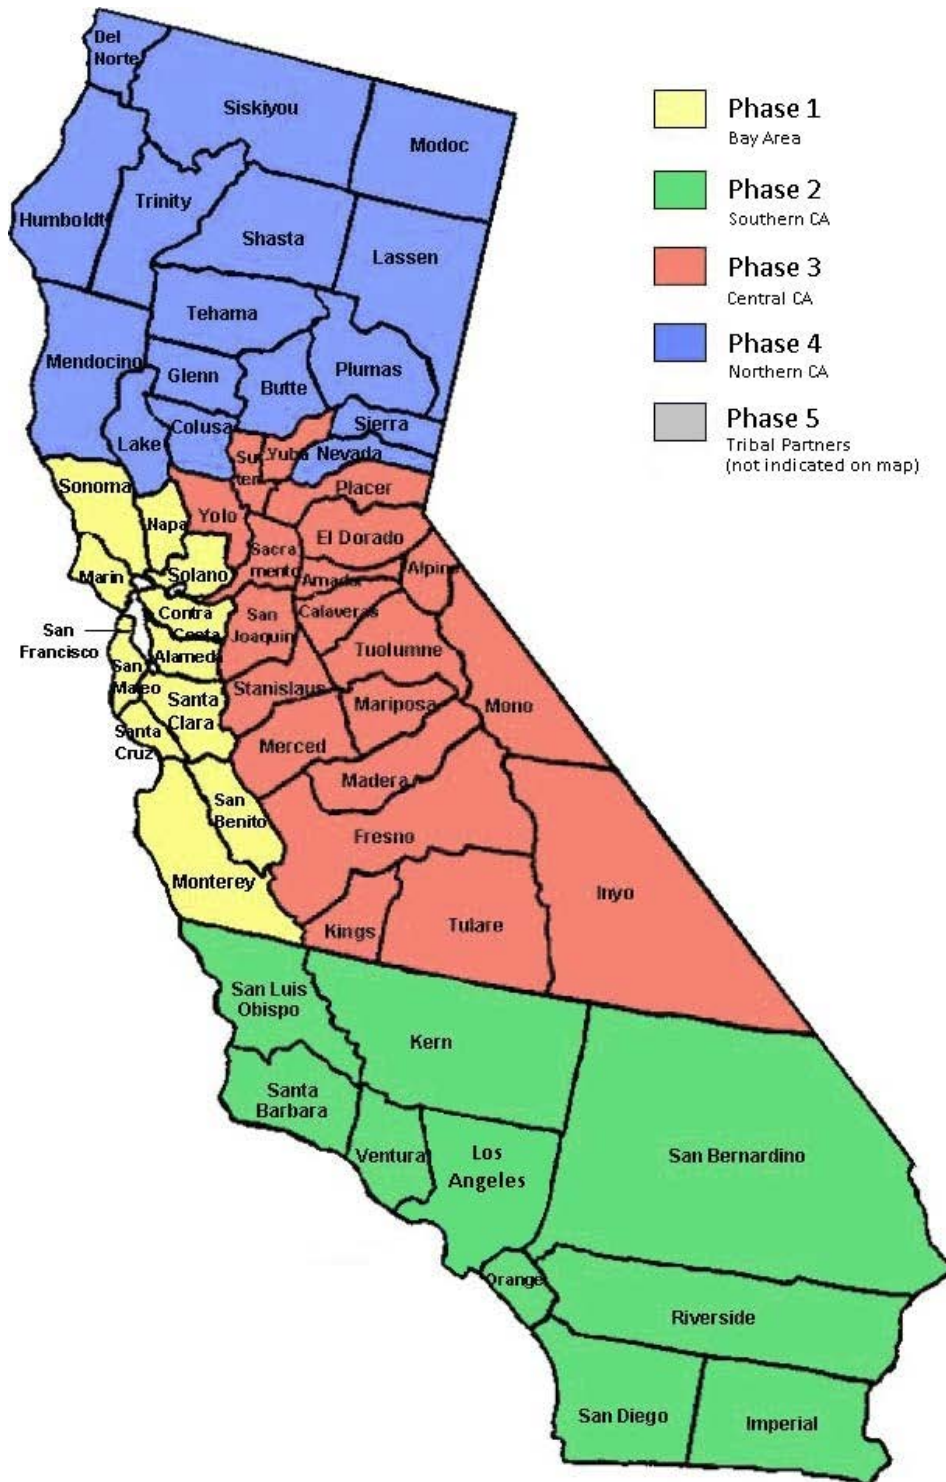 Del
Norte
Siskiyou
Modoc
Humboldt
Trinity
Shasta
Lassen
Tehama
Mendocino
Glenn
Butte
Plumas
Lake
Colusa
Sierra
Su
tter
Yuba
Nevada
Placer
Sonoma
Napa
Yolo
El Dorado
Sacra
mento
Marin
Solano
Amador
Alpine
Contra
Costa
San
Joaquin
Calaveras
San
Francisco
Alameda
Tuolumne
San
Mateo
Santa
Clara
Stanislaus
Mariposa
Mono
Santa
Cruz
Merced
Madera
San
Benito
Fresno
Monterey
Kings
Tulare
Inyo
San Luis
Obispo
Kern
Santa
Barbara
Ventura
Los
Angeles
San Bernardino
Orange
Riverside
San Diego
Imperial
Phase 1
Bay Area
Phase 2
Southern CA
Phase 3
Central CA
Phase 4
Northern CA
Phase 5
Tribal Partners
(not indicated on map)